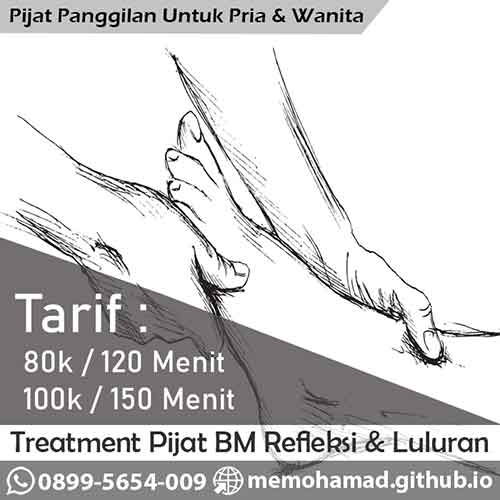 Pijat Panggilan Untuk Pria & Wanita
Tarif :
80k / 120 Menit
100k / 150 Menit
Treatment Pijat BM Refleksi & Luluran
0899-5654-009 memohamad.github.io